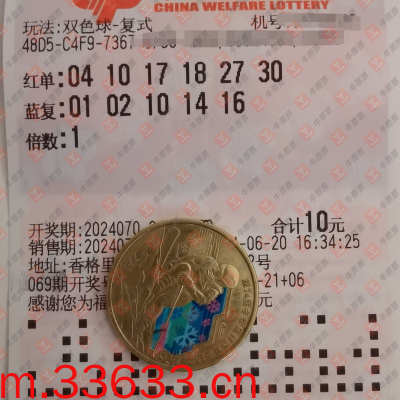 CHINA WELFARE LOTTERY
玩法:双色球-复式
机号
48D5-C4F9-7367
红单:04 10 17 18 27 30
蓝复:01 02 10 14 16
倍数:1
开奖期:2024070
合计10元
销售期:20240
-06-20 16:34:25
地址:香格里
2号
069期开奖号
-21+06
感谢您为福
m.33633.cn